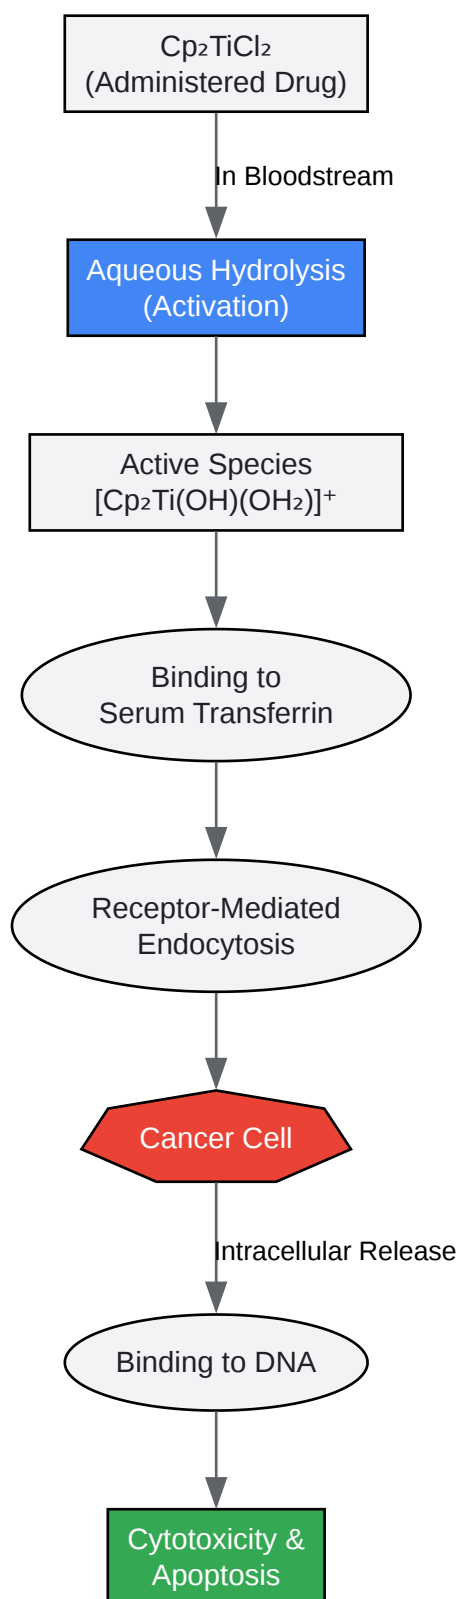 Cp₂TiCl₂
(Administered Drug)
In Bloodstream
Aqueous Hydrolysis
(Activation)
Active Species
[Cp₂Ti(OH)(OH₂)]⁺
Binding to
Serum Transferrin
Receptor-Mediated
Endocytosis
Cancer Cell
Intracellular Release
Binding to DNA
Cytotoxicity &
Apoptosis